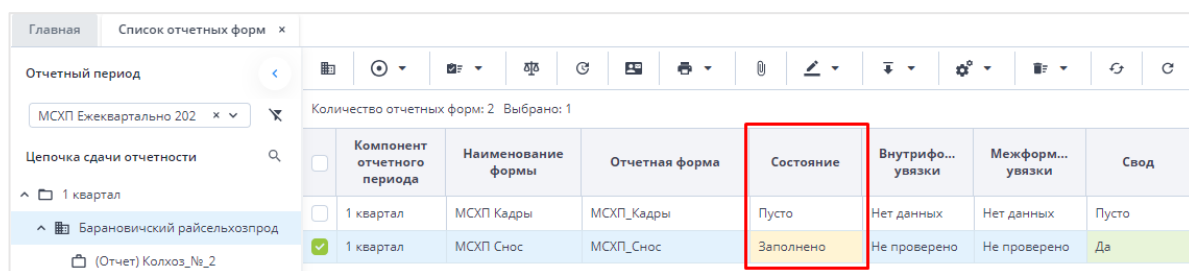 Главная
Список отчетных форм ×
Отчетный период
МСХП Ежеквартально 202 ×
Цепочка сдачи отчетности
1 квартал
Барановичский райсельхозпрод
(Отчет) Колхоз_№_2
Количество отчетных форм: 2 Выбрано: 1
Компонент
отчетного
периода
Наименование
формы
Отчетная форма
Состояние
Внутрифо...
увязки
Межформ...
увязки
Свод
1 квартал МСХП Кадры МСХП_Кадры Пусто Нет данных Нет данных Пусто
1 квартал МСХП Снос МСХП_Снос Заполнено Не проверено Не проверено Да